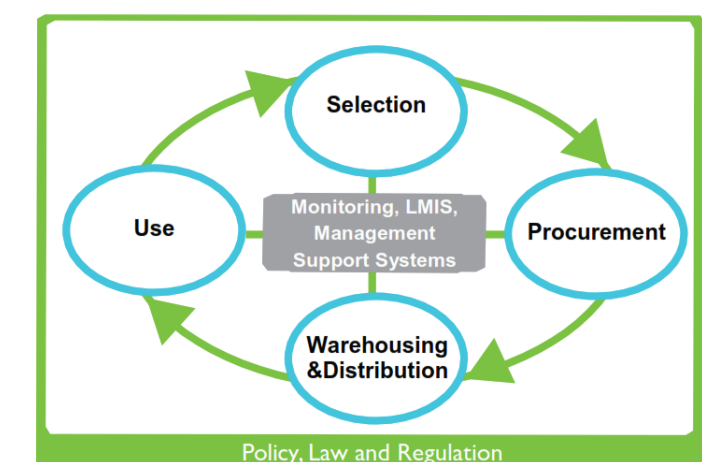 Selection
Use
Monitoring, LMIS,
Management
Support Systems
Procurement
Warehousing
&Distribution
Policy, Law and Regulation